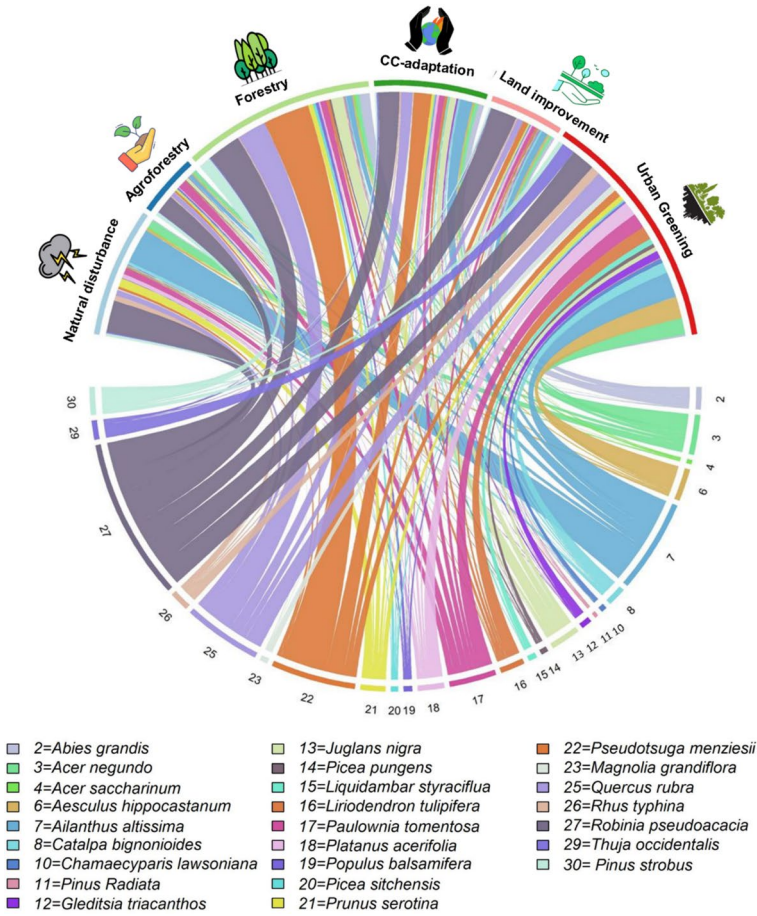 CC-adaptation
Forestry
Land improvement
Agroforestry
Urban Greening
Natural disturbance
30
2
29
3
4
6
27
7
26
8
25
10
11
12
13
23
14
15
22
16
21
20
19
18
17
2=Abies grandis
3=Acer negundo
4=Acer saccharinum
6=Aesculus hippocastanum
7=Ailanthus altissima
8=Catalpa bignonioides
10=Chamaecyparis lawsoniana
11=Pinus Radiata
12=Gleditsia triacanthos
13=Juglans nigra
14=Picea pungens
15=Liquidambar styraciflua
16=Liriodendron tulipifera
17=Paulownia tomentosa
18=Platanus acerifolia
19=Populus balsamifera
20=Picea sitchensis
21=Prunus serotina
22=Pseudotsuga menziesii
23=Magnolia grandiflora
25=Quercus rubra
26=Rhus typhina
27=Robinia pseudoacacia
29=Thuja occidentalis
30= Pinus strobus